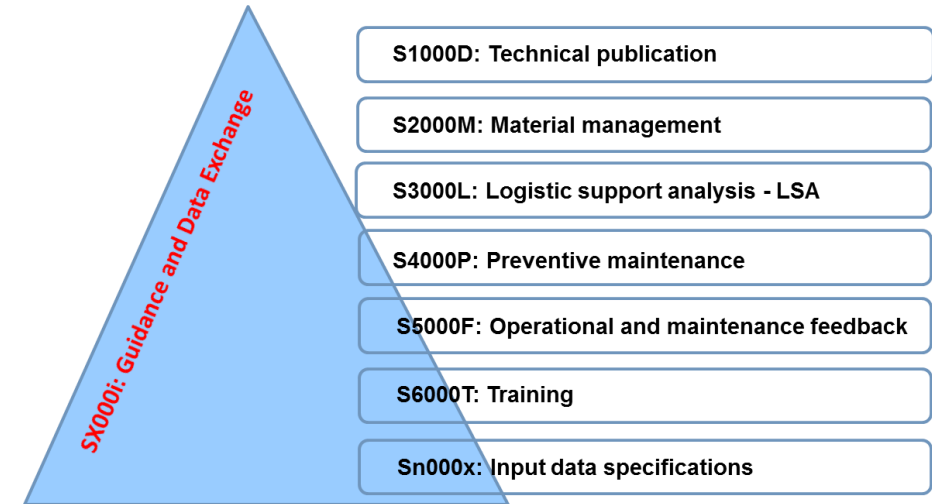 SX000i: Guidance and Data Exchange
S1000D: Technical publication
S2000M: Material management
S3000L: Logistic support analysis - LSA
S4000P: Preventive maintenance
S5000F: Operational and maintenance feedback
S6000T: Training
Sn000x: Input data specifications